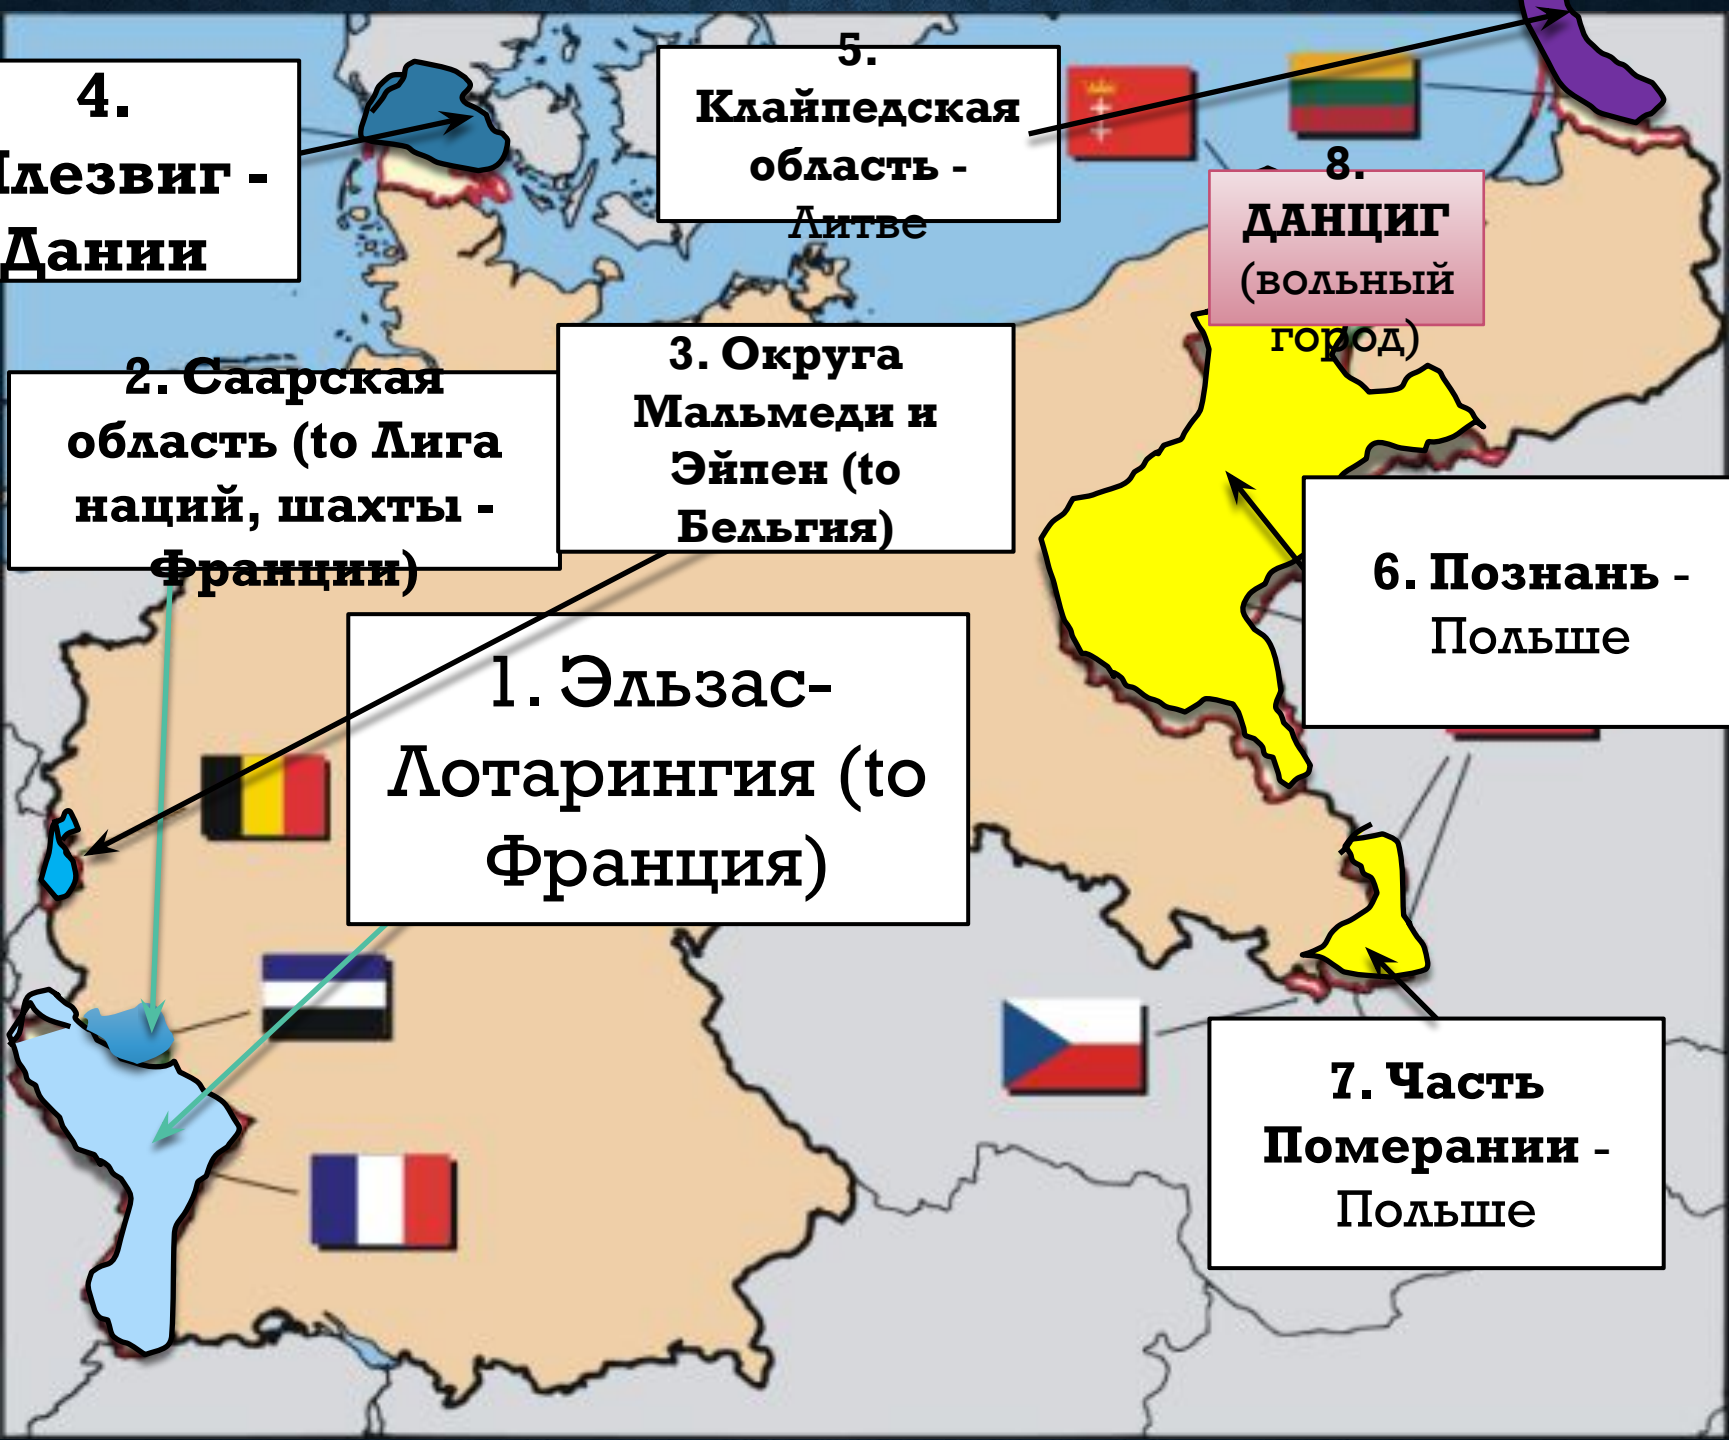 4.
Шлезвиг -
Дании
5.
Клайпедская
область -
Литве
8.
ДАНЦИГ
(вольный
город)
2. Саарская
область (to Лига
наций, шахты -
Франции)
3. Округа
Мальмеди и
Эйпен (to
Бельгия)
6. Познань -
Польше
1. Эльзас-
Лотарингия (to
Франция)
7. Часть
Померании -
Польше